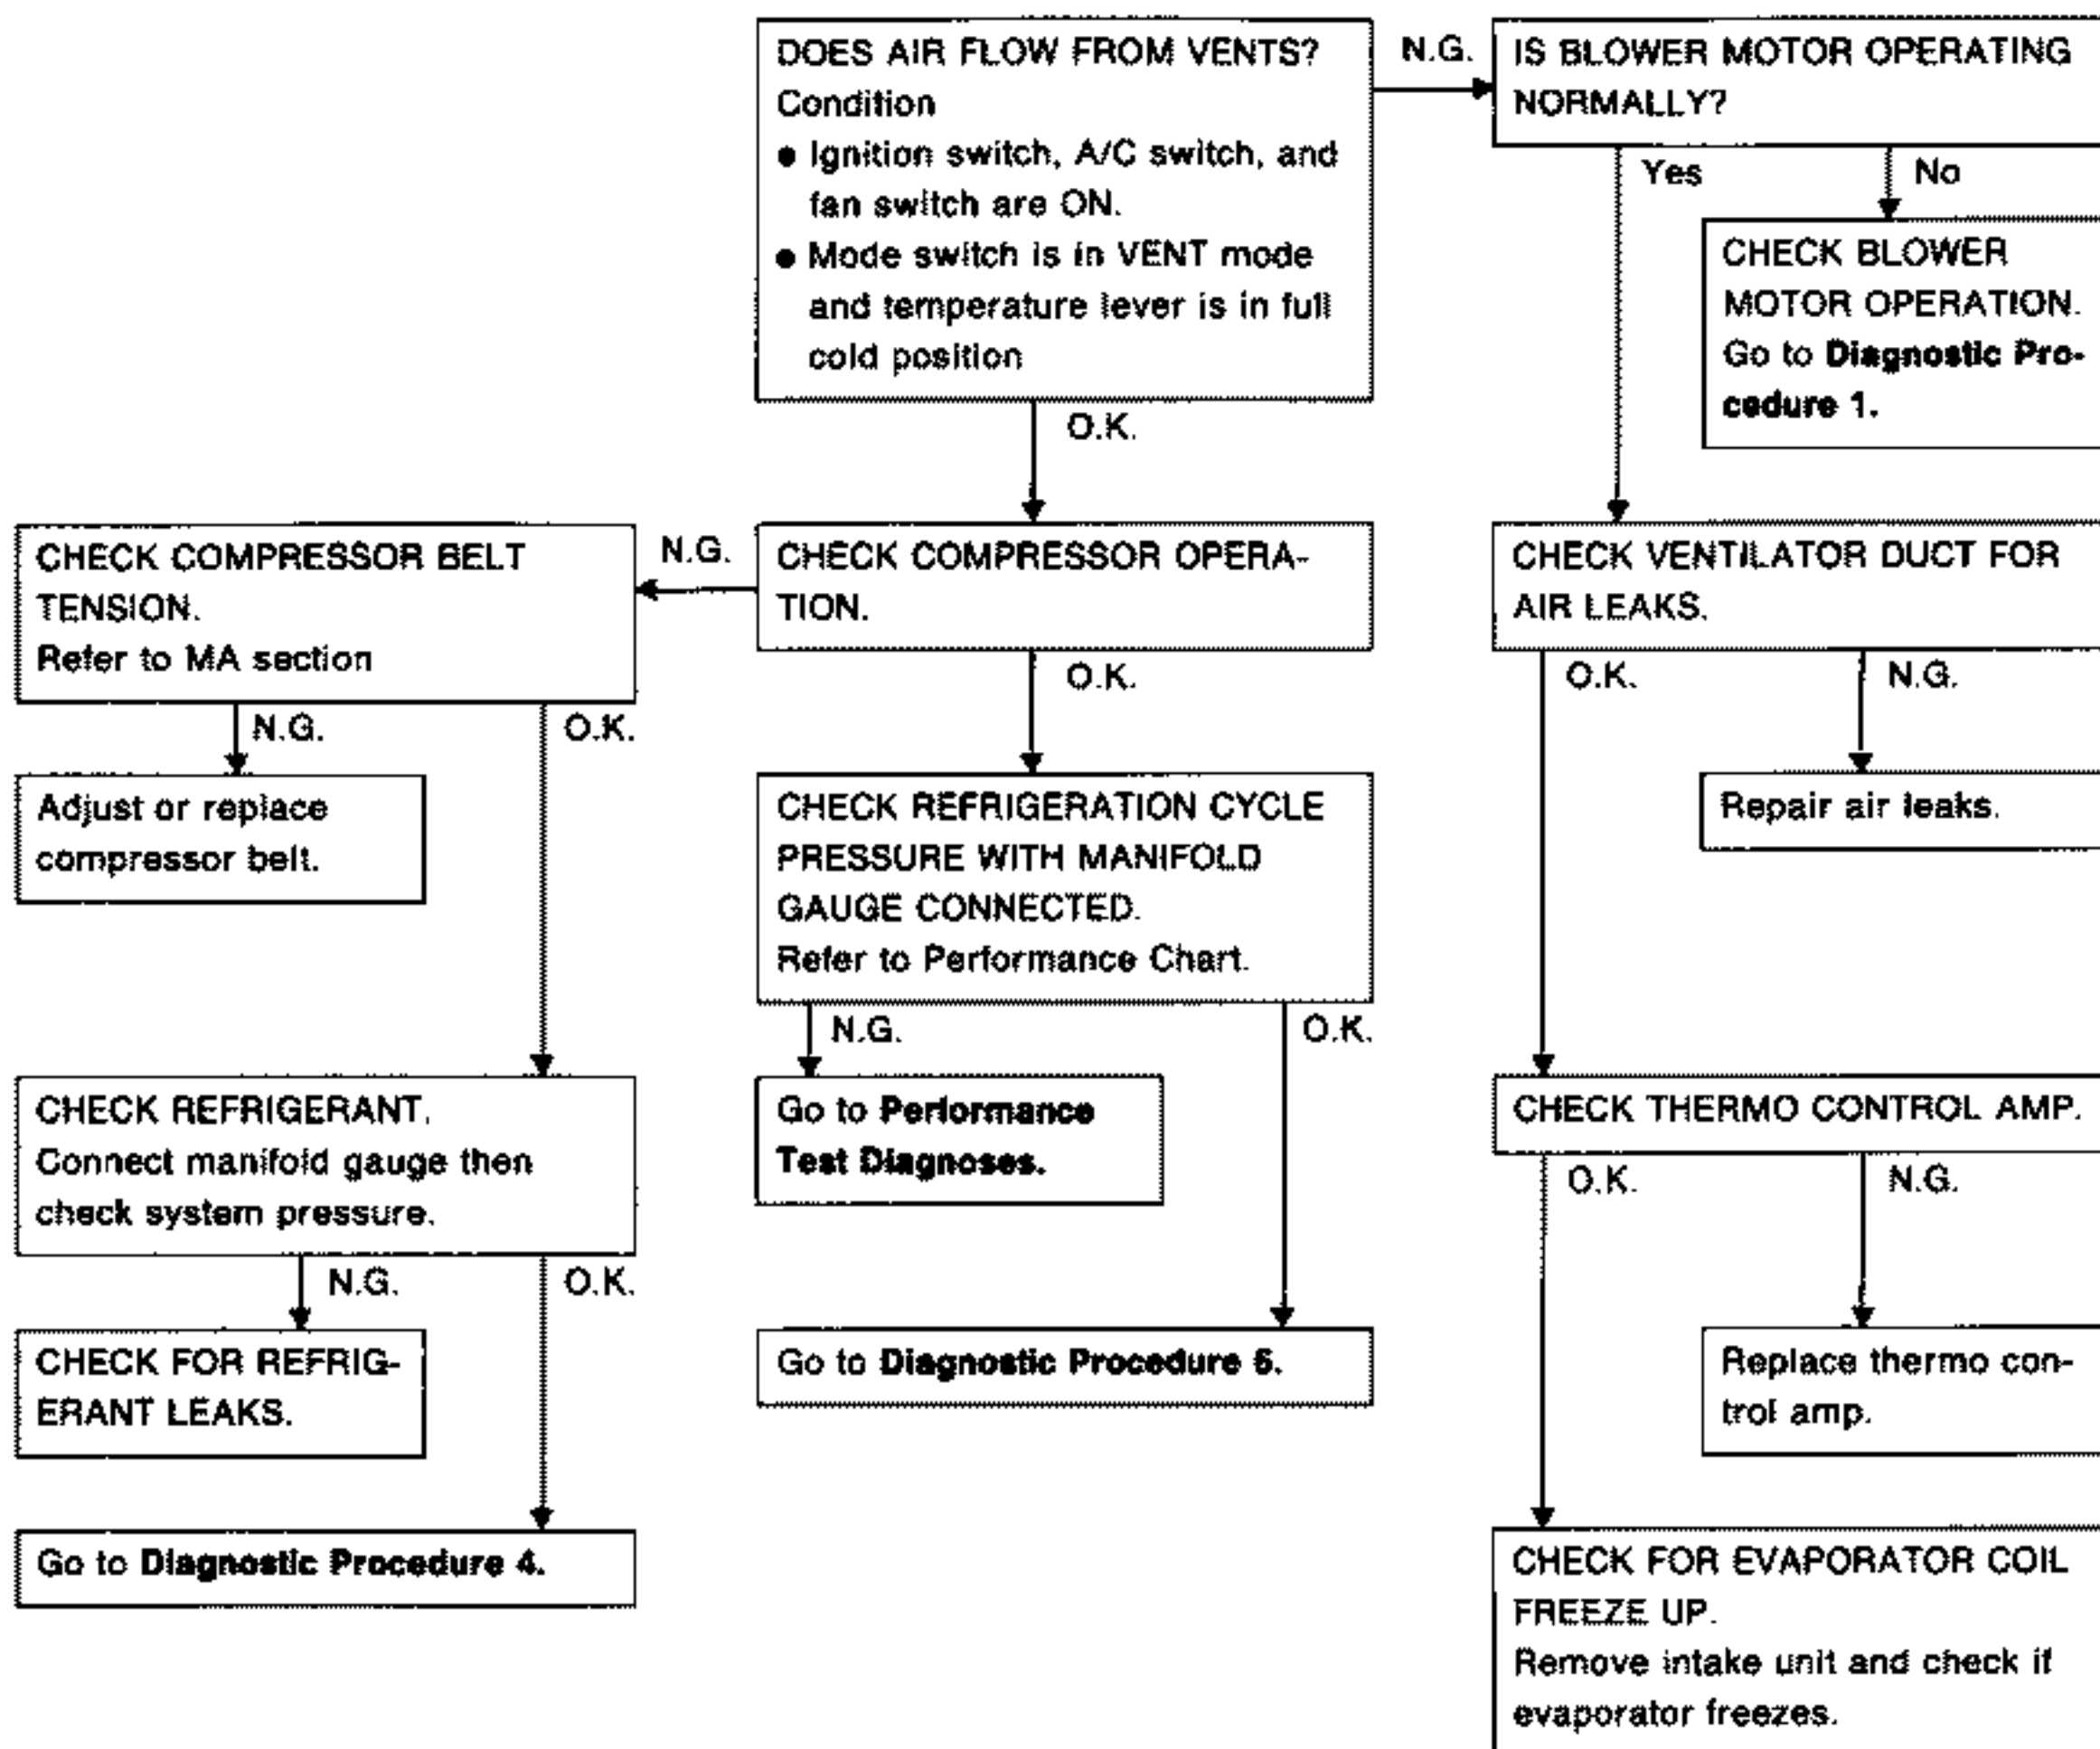 DOES AIR FLOW FROM VENTS?
Condition
● Ignition switch, A/C switch, and
fan switch are ON.
● Mode switch is in VENT mode
and temperature lever is in full
cold position
N.G.
IS BLOWER MOTOR OPERATING
NORMALLY?
Yes
No
CHECK BLOWER
MOTOR OPERATION.
Go to Diagnostic Pro-
cedure 1.
O.K.
CHECK COMPRESSOR BELT
TENSION.
Refer to MA section
N.G.
CHECK COMPRESSOR OPERA-
TION.
CHECK VENTILATOR DUCT FOR
AIR LEAKS.
N.G.
O.K.
O.K.
O.K.
N.G.
Adjust or replace
compressor belt.
CHECK REFRIGERATION CYCLE
PRESSURE WITH MANIFOLD
GAUGE CONNECTED.
Refer to Performance Chart.
Repair air leaks.
N.G.
O.K.
CHECK REFRIGERANT.
Connect manifold gauge then
check system pressure.
Go to Performance
Test Diagnoses.
CHECK THERMO CONTROL AMP.
O.K.
N.G.
N.G.
O.K.
CHECK FOR REFRIG-
ERANT LEAKS.
Go to Diagnostic Procedure 5.
Replace thermo con-
trol amp.
Go to Diagnostic Procedure 4.
CHECK FOR EVAPORATOR COIL
FREEZE UP.
Remove intake unit and check if
evaporator freezes.